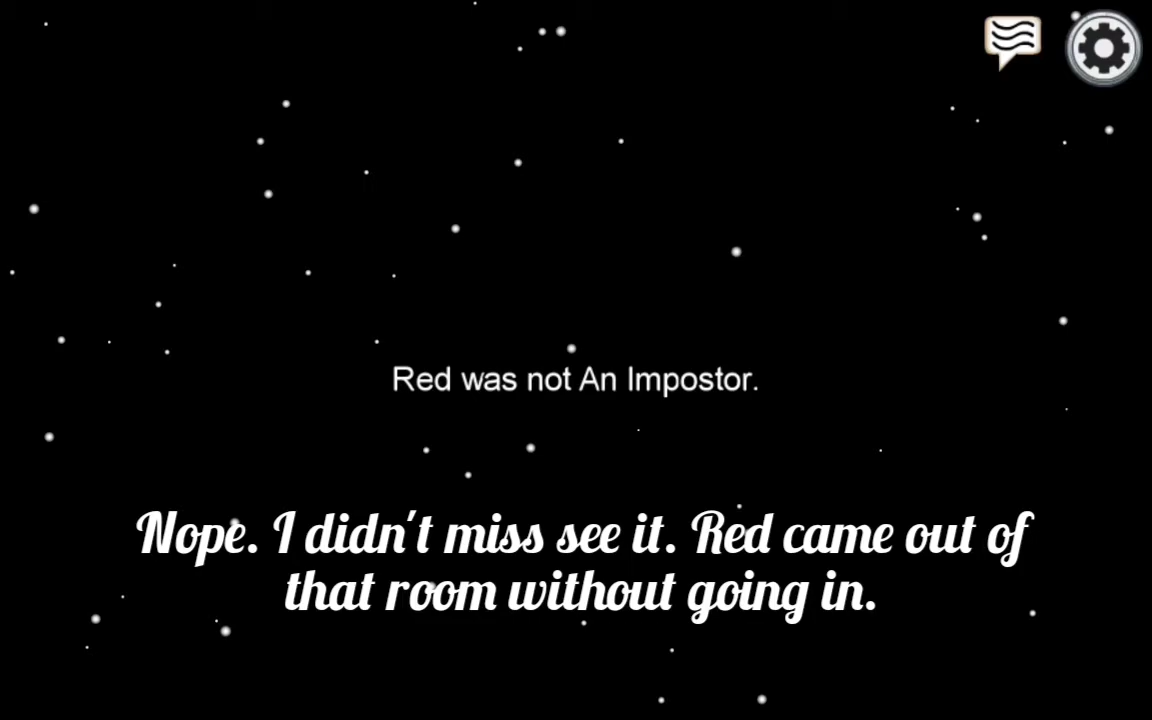 Red was not An Impostor.
Nope. I didn't miss see it. Red came out of
that room without going in.